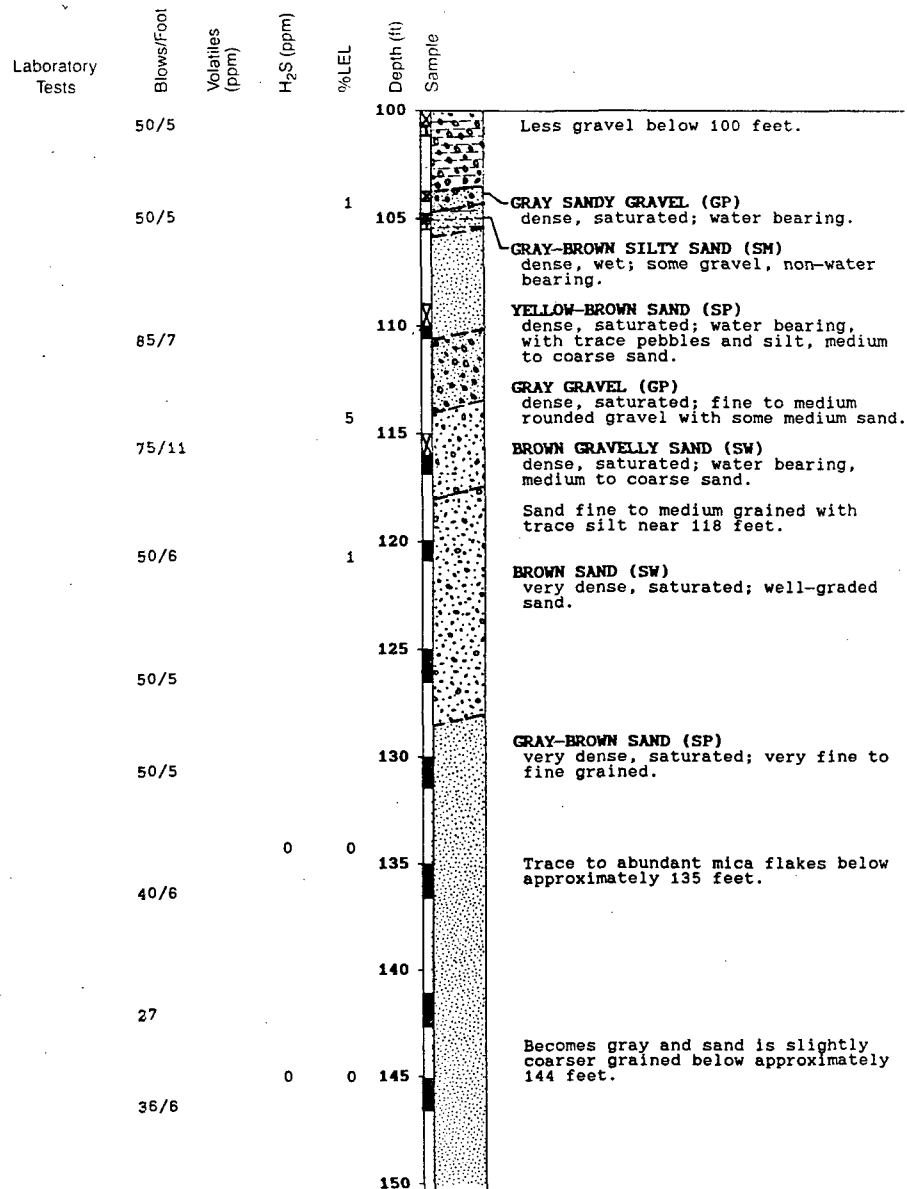 Laboratory
Tests
Blows/Foot
Volatiles
(ppm)
H₂S (ppm)
%LEL
Depth (ft)
Sample
100
50/5
Less gravel below 100 feet.
1
GRAY SANDY GRAVEL (GP)
dense, saturated; water bearing.
50/5
105
GRAY-BROWN SILTY SAND (SM)
dense, wet; some gravel, non-water
bearing.
YELLOW-BROWN SAND (SP)
dense, saturated; water bearing,
with trace pebbles and silt, medium
to coarse sand.
110
85/7
GRAY GRAVEL (GP)
dense, saturated; fine to medium
rounded gravel with some medium sand.
5
115
75/11
BROWN GRAVELLY SAND (SW)
dense, saturated; water bearing,
medium to coarse sand.
Sand fine to medium grained with
trace silt near 118 feet.
120
50/6
1
BROWN SAND (SW)
very dense, saturated; well-graded
sand.
125
50/5
GRAY-BROWN SAND (SP)
very dense, saturated; very fine to
fine grained.
130
50/5
0
0
135
Trace to abundant mica flakes below
approximately 135 feet.
40/6
140
27
Becomes gray and sand is slightly
coarser grained below approximately
144 feet.
0
0
145
36/6
150